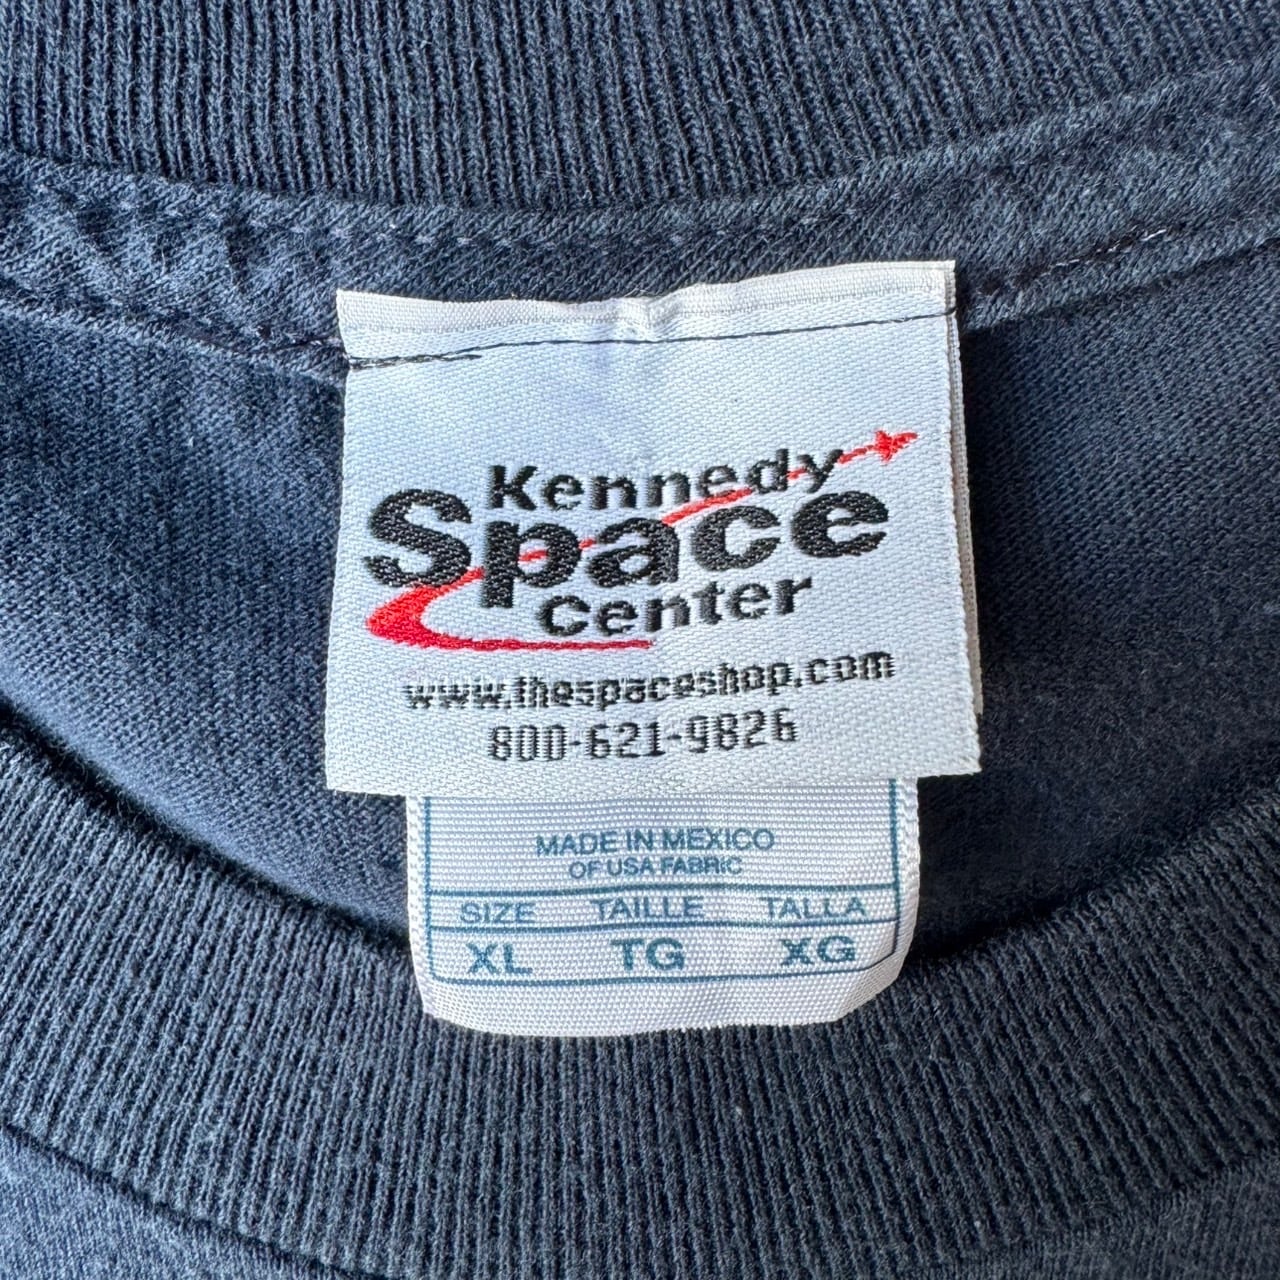 Kennedy
Space
Center
www.thespaceshop.com
800-621-9826
MADE IN MEXICO
OF USA FABRIC
SIZE TAILLE TALLA
XL TG XG